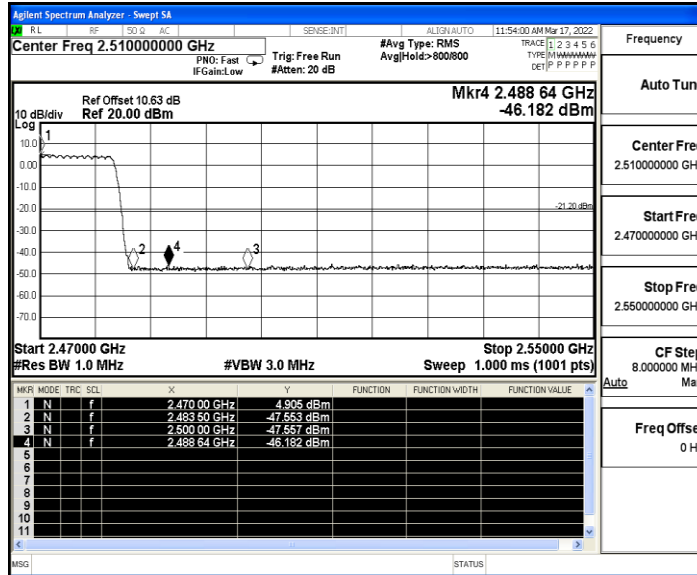 Agilent Spectrum Analyzer - Swept SA
RL RF 50 Ω AC SENSE:INT ALIGNAUTO 11:54:00 AM Mar 17, 2022
Center Freq 2.510000000 GHz
PNO: Fast
IFGain:Low
Trig: Free Run
#Atten: 20 dB
#Avg Type: RMS
Avg|Hold:>800/800
TRACE 1 2 3 4 5 6
TYPE M
DET P P P P P P
Mkr4 2.488 64 GHz
-46.182 dBm
Ref Offset 10.63 dB
10 dB/div Ref 20.00 dBm
Log
10.0
0.00
-10.0
-20.0
-30.0
-40.0
-50.0
-60.0
-70.0
1
2
4
3
-21.20 dBm
Start 2.47000 GHz Stop 2.55000 GHz
#Res BW 1.0 MHz #VBW 3.0 MHz Sweep 1.000 ms (1001 pts)
MKR MODE TRC SCL X Y FUNCTION FUNCTION WIDTH FUNCTION VALUE
1 N f 2.470 00 GHz 4.905 dBm
2 N f 2.483 50 GHz -47.553 dBm
3 N f 2.500 00 GHz -47.557 dBm
4 N f 2.488 64 GHz -46.182 dBm
5
6
7
8
9
10
11
MSG STATUS
Frequency
Auto Tun
Center Fre
2.510000000 GH
Start Fre
2.470000000 GH
Stop Fre
2.550000000 GH
CF Ste
8.000000 MH
Auto Ma
Freq Offse
0 H